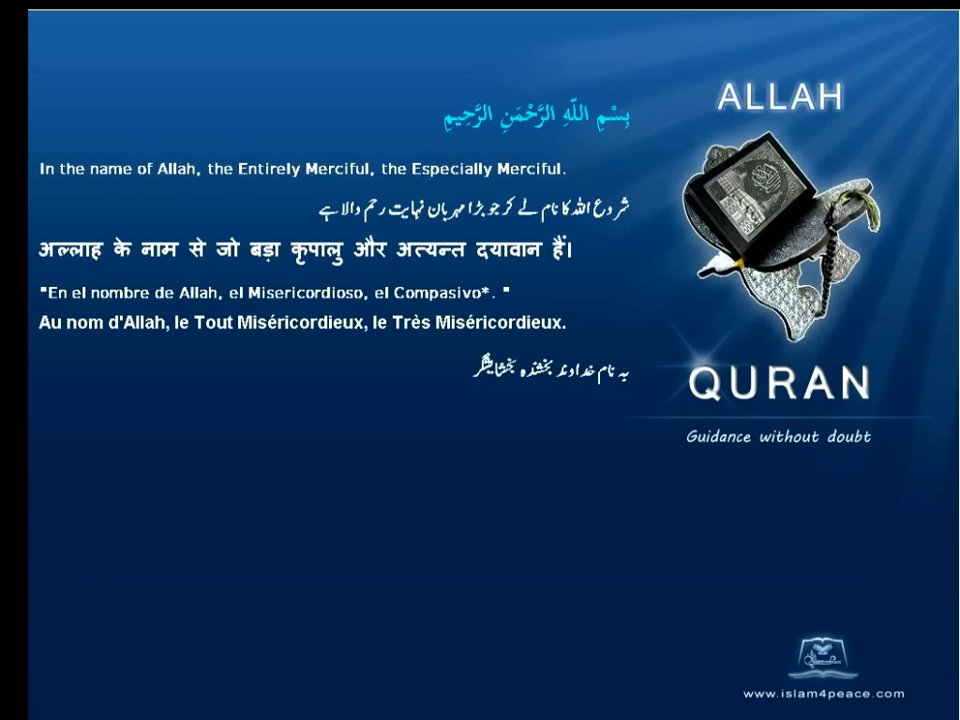 بِسْمِ اللّهِ الرَّحْمَنِ الرَّحِيمِ
In the name of Allah, the Entirely Merciful, the Especially Merciful.
شروع الله کا نام لے کر جو بڑا مہربان نہایت رحم والا ہے
अल्लाह के नाम से जो बड़ा कृपालु और अत्यन्त दयावान हैं।
"En el nombre de Allah, el Misericordioso, el Compasivo*. "
Au nom d'Allah, le Tout Miséricordieux, le Très Miséricordieux.
به نام خداوند بخشنده بخشایشگر
ALLAH
QURAN
Guidance without doubt
www.islam4peace.com